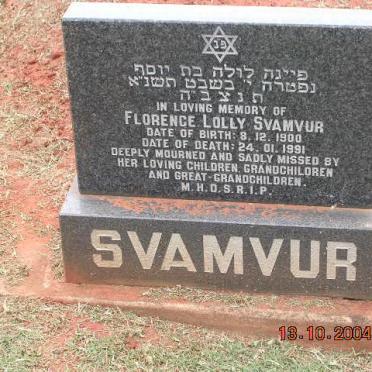 פנ
פיינה לולה בת יוסף
נפטרה י׳ בשבט תשנ״א
ת נ צ ב״ה
IN LOVING MEMORY OF
FLORENCE LOLLY SVAMVUR
DATE OF BIRTH: 8.12.1900
DATE OF DEATH: 24.01.1991
DEEPLY MOURNED AND SADLY MISSED BY
HER LOVING CHILDREN, GRANDCHILDREN
AND GREAT-GRANDCHILDREN.
M.H.D.S.R.I.P.
SVAMVUR
13.10.2004